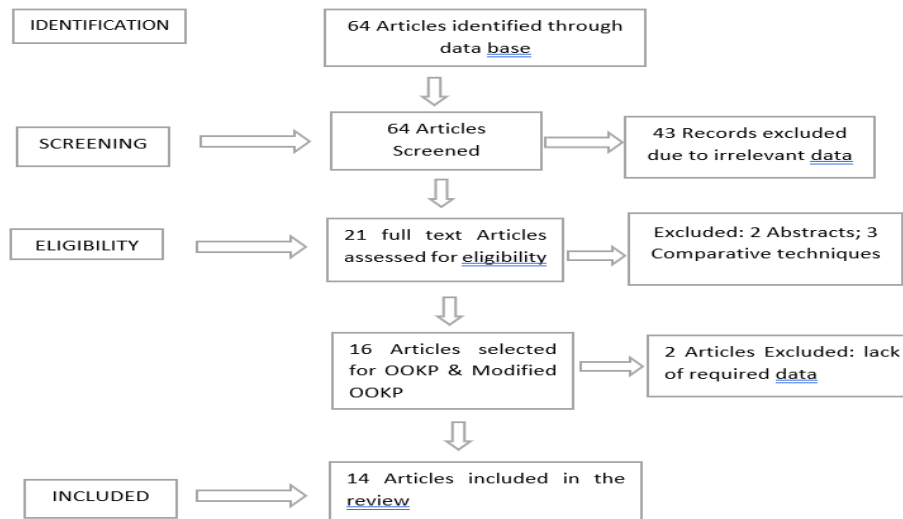 IDENTIFICATION
64 Articles identified through
data base
SCREENING
64 Articles
Screened
43 Records excluded
due to irrelevant data
ELIGIBILITY
21 full text Articles
assessed for eligibility
Excluded: 2 Abstracts; 3
Comparative techniques
16 Articles selected
for OOKP & Modified
OOKP
2 Articles Excluded: lack
of required data
INCLUDED
14 Articles included in the
review